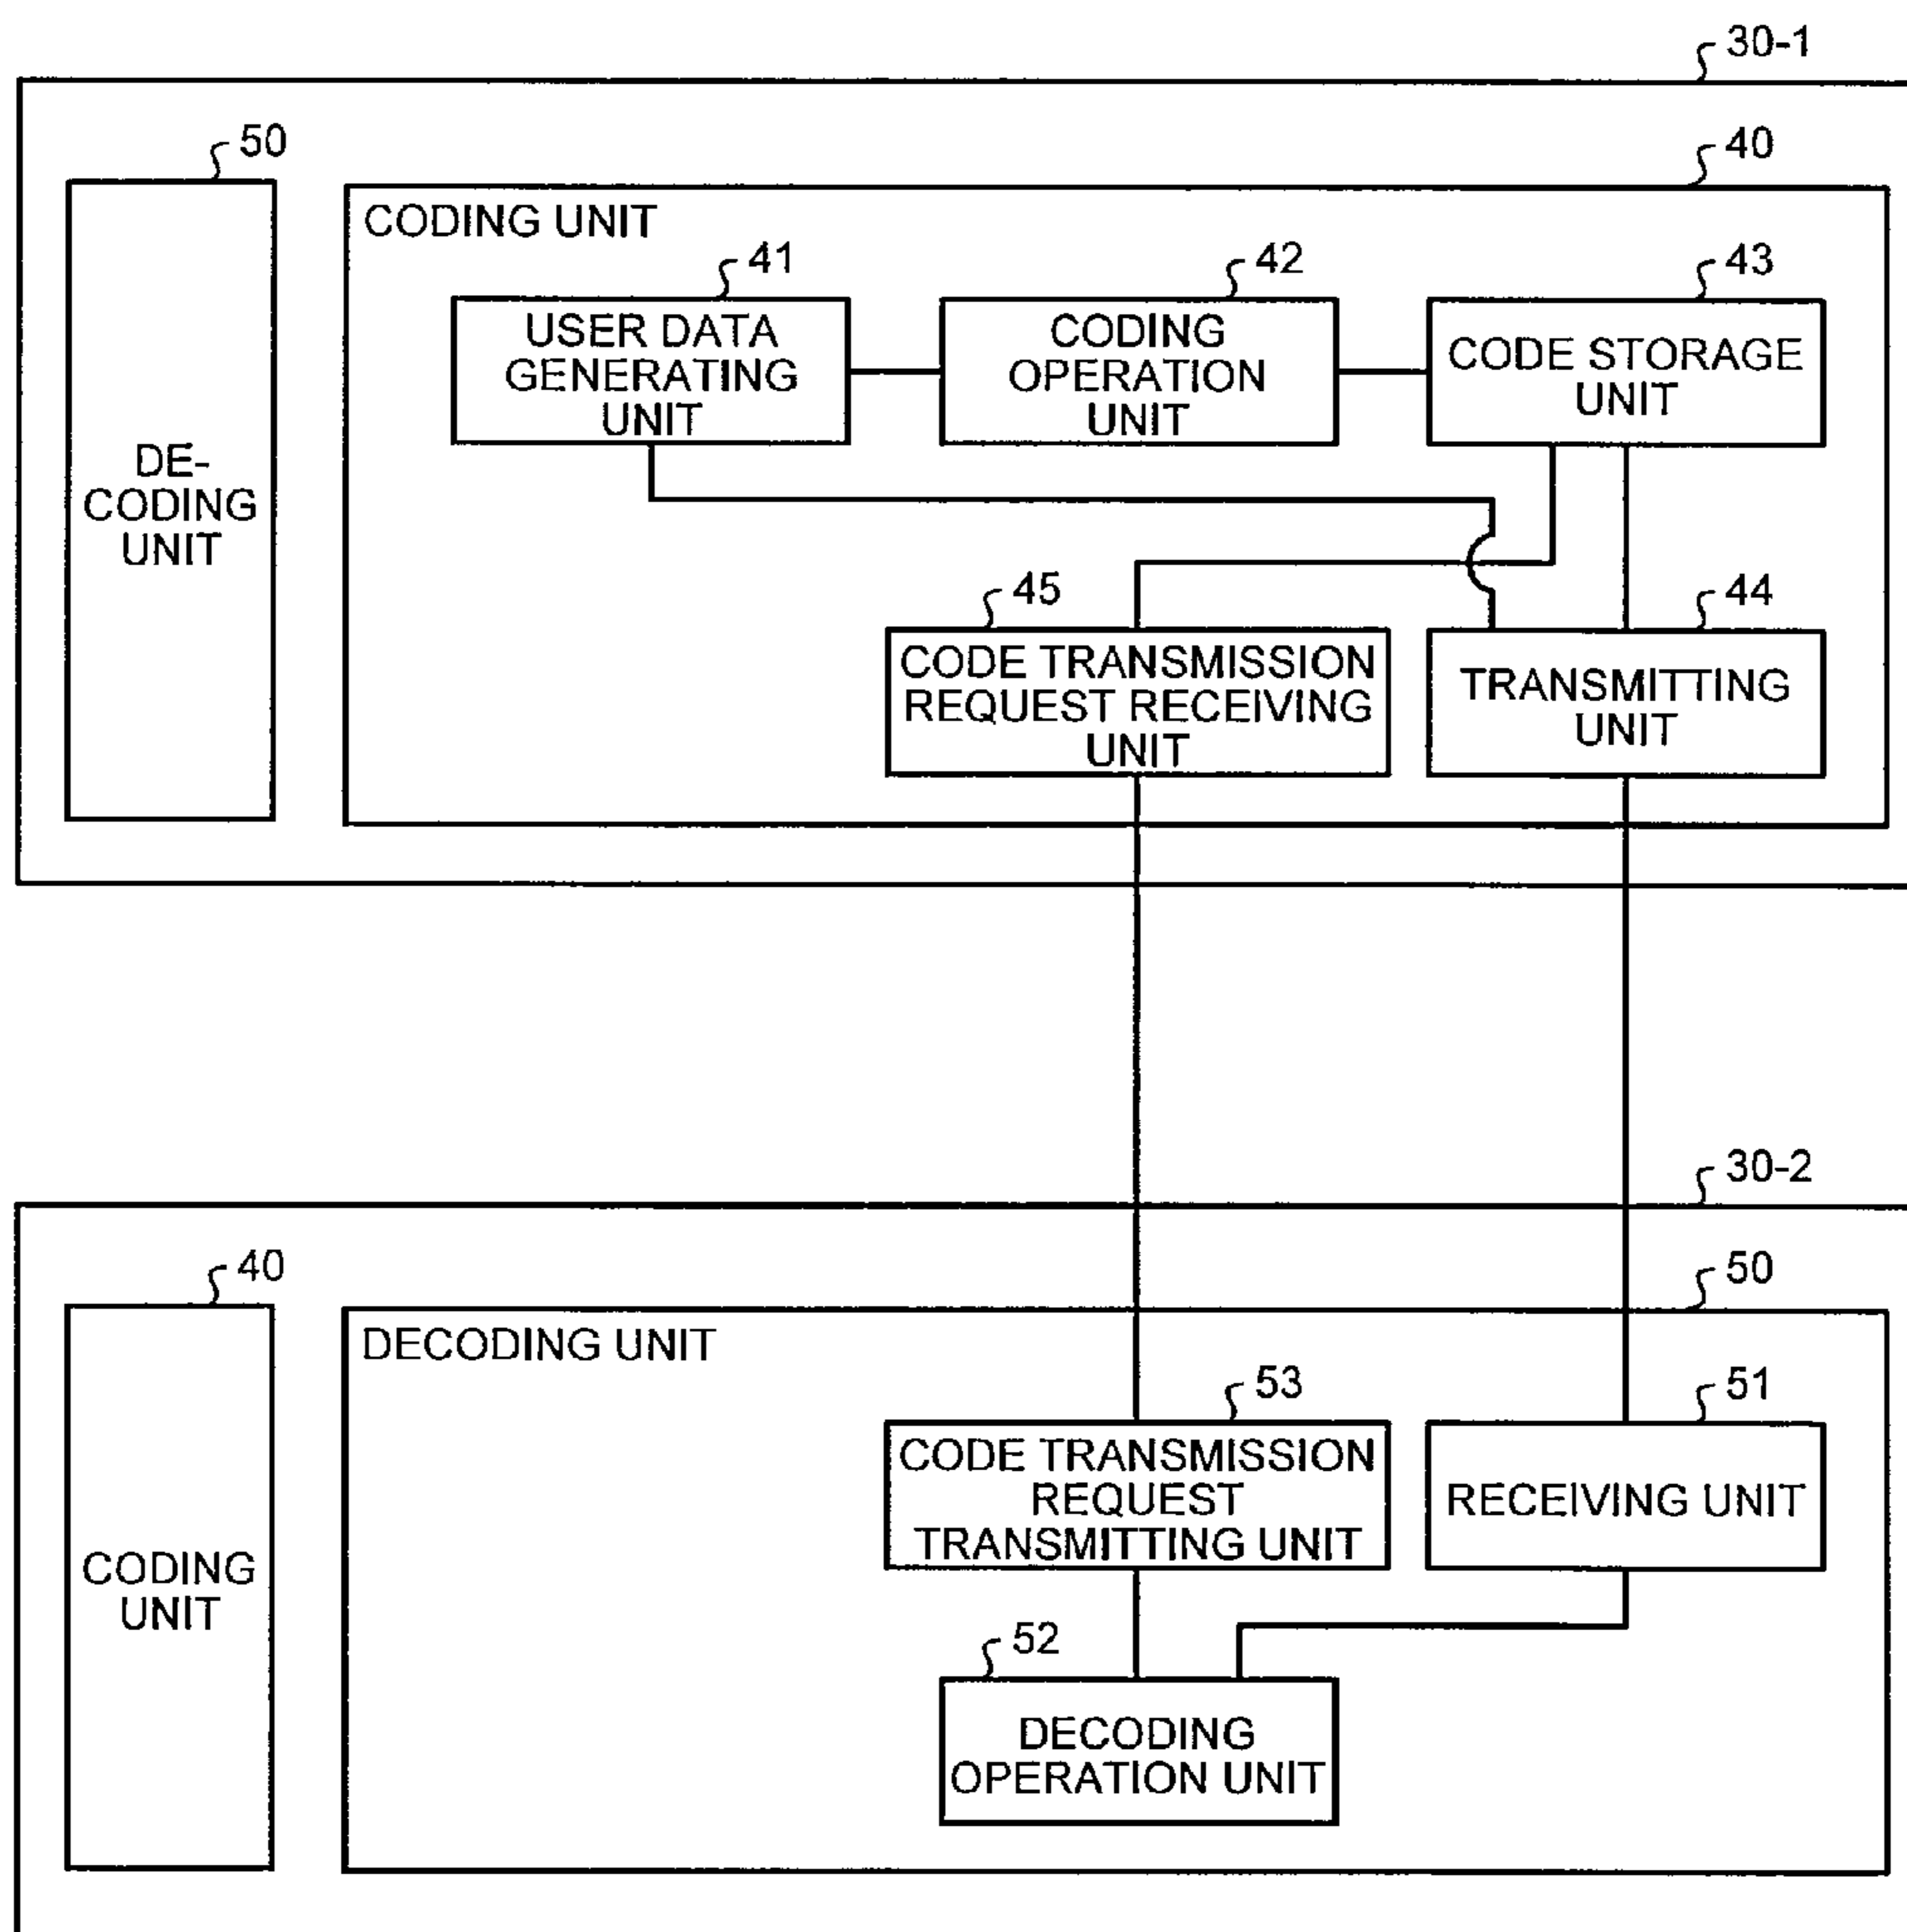 30-1
50
40
CODING UNIT
41
42
43
USER DATA
GENERATING
UNIT
CODING
OPERATION
UNIT
CODE STORAGE
UNIT
DE-
CODING
UNIT
45
44
CODE TRANSMISSION
REQUEST RECEIVING
UNIT
TRANSMITTING
UNIT
30-2
40
50
DECODING UNIT
53
51
CODE TRANSMISSION
REQUEST
TRANSMITTING UNIT
RECEIVING UNIT
CODING
UNIT
52
DECODING
OPERATION UNIT